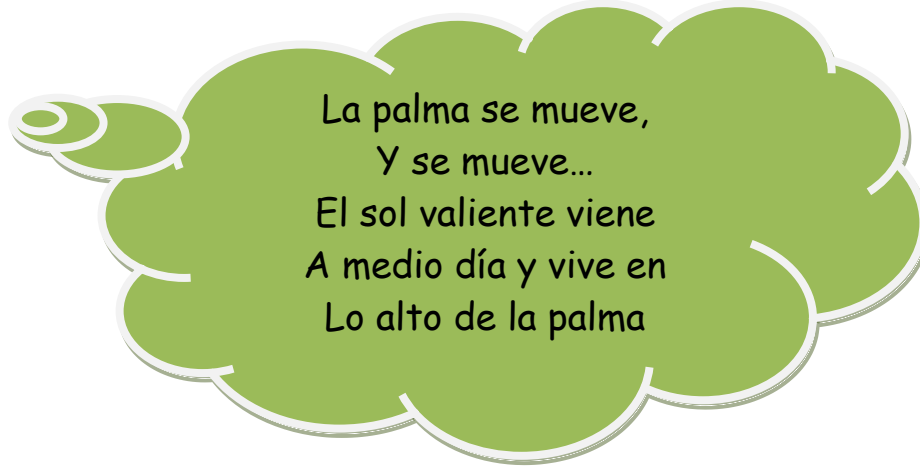 La palma se mueve,
Y se mueve...
El sol valiente viene
A medio día y vive en
Lo alto de la palma